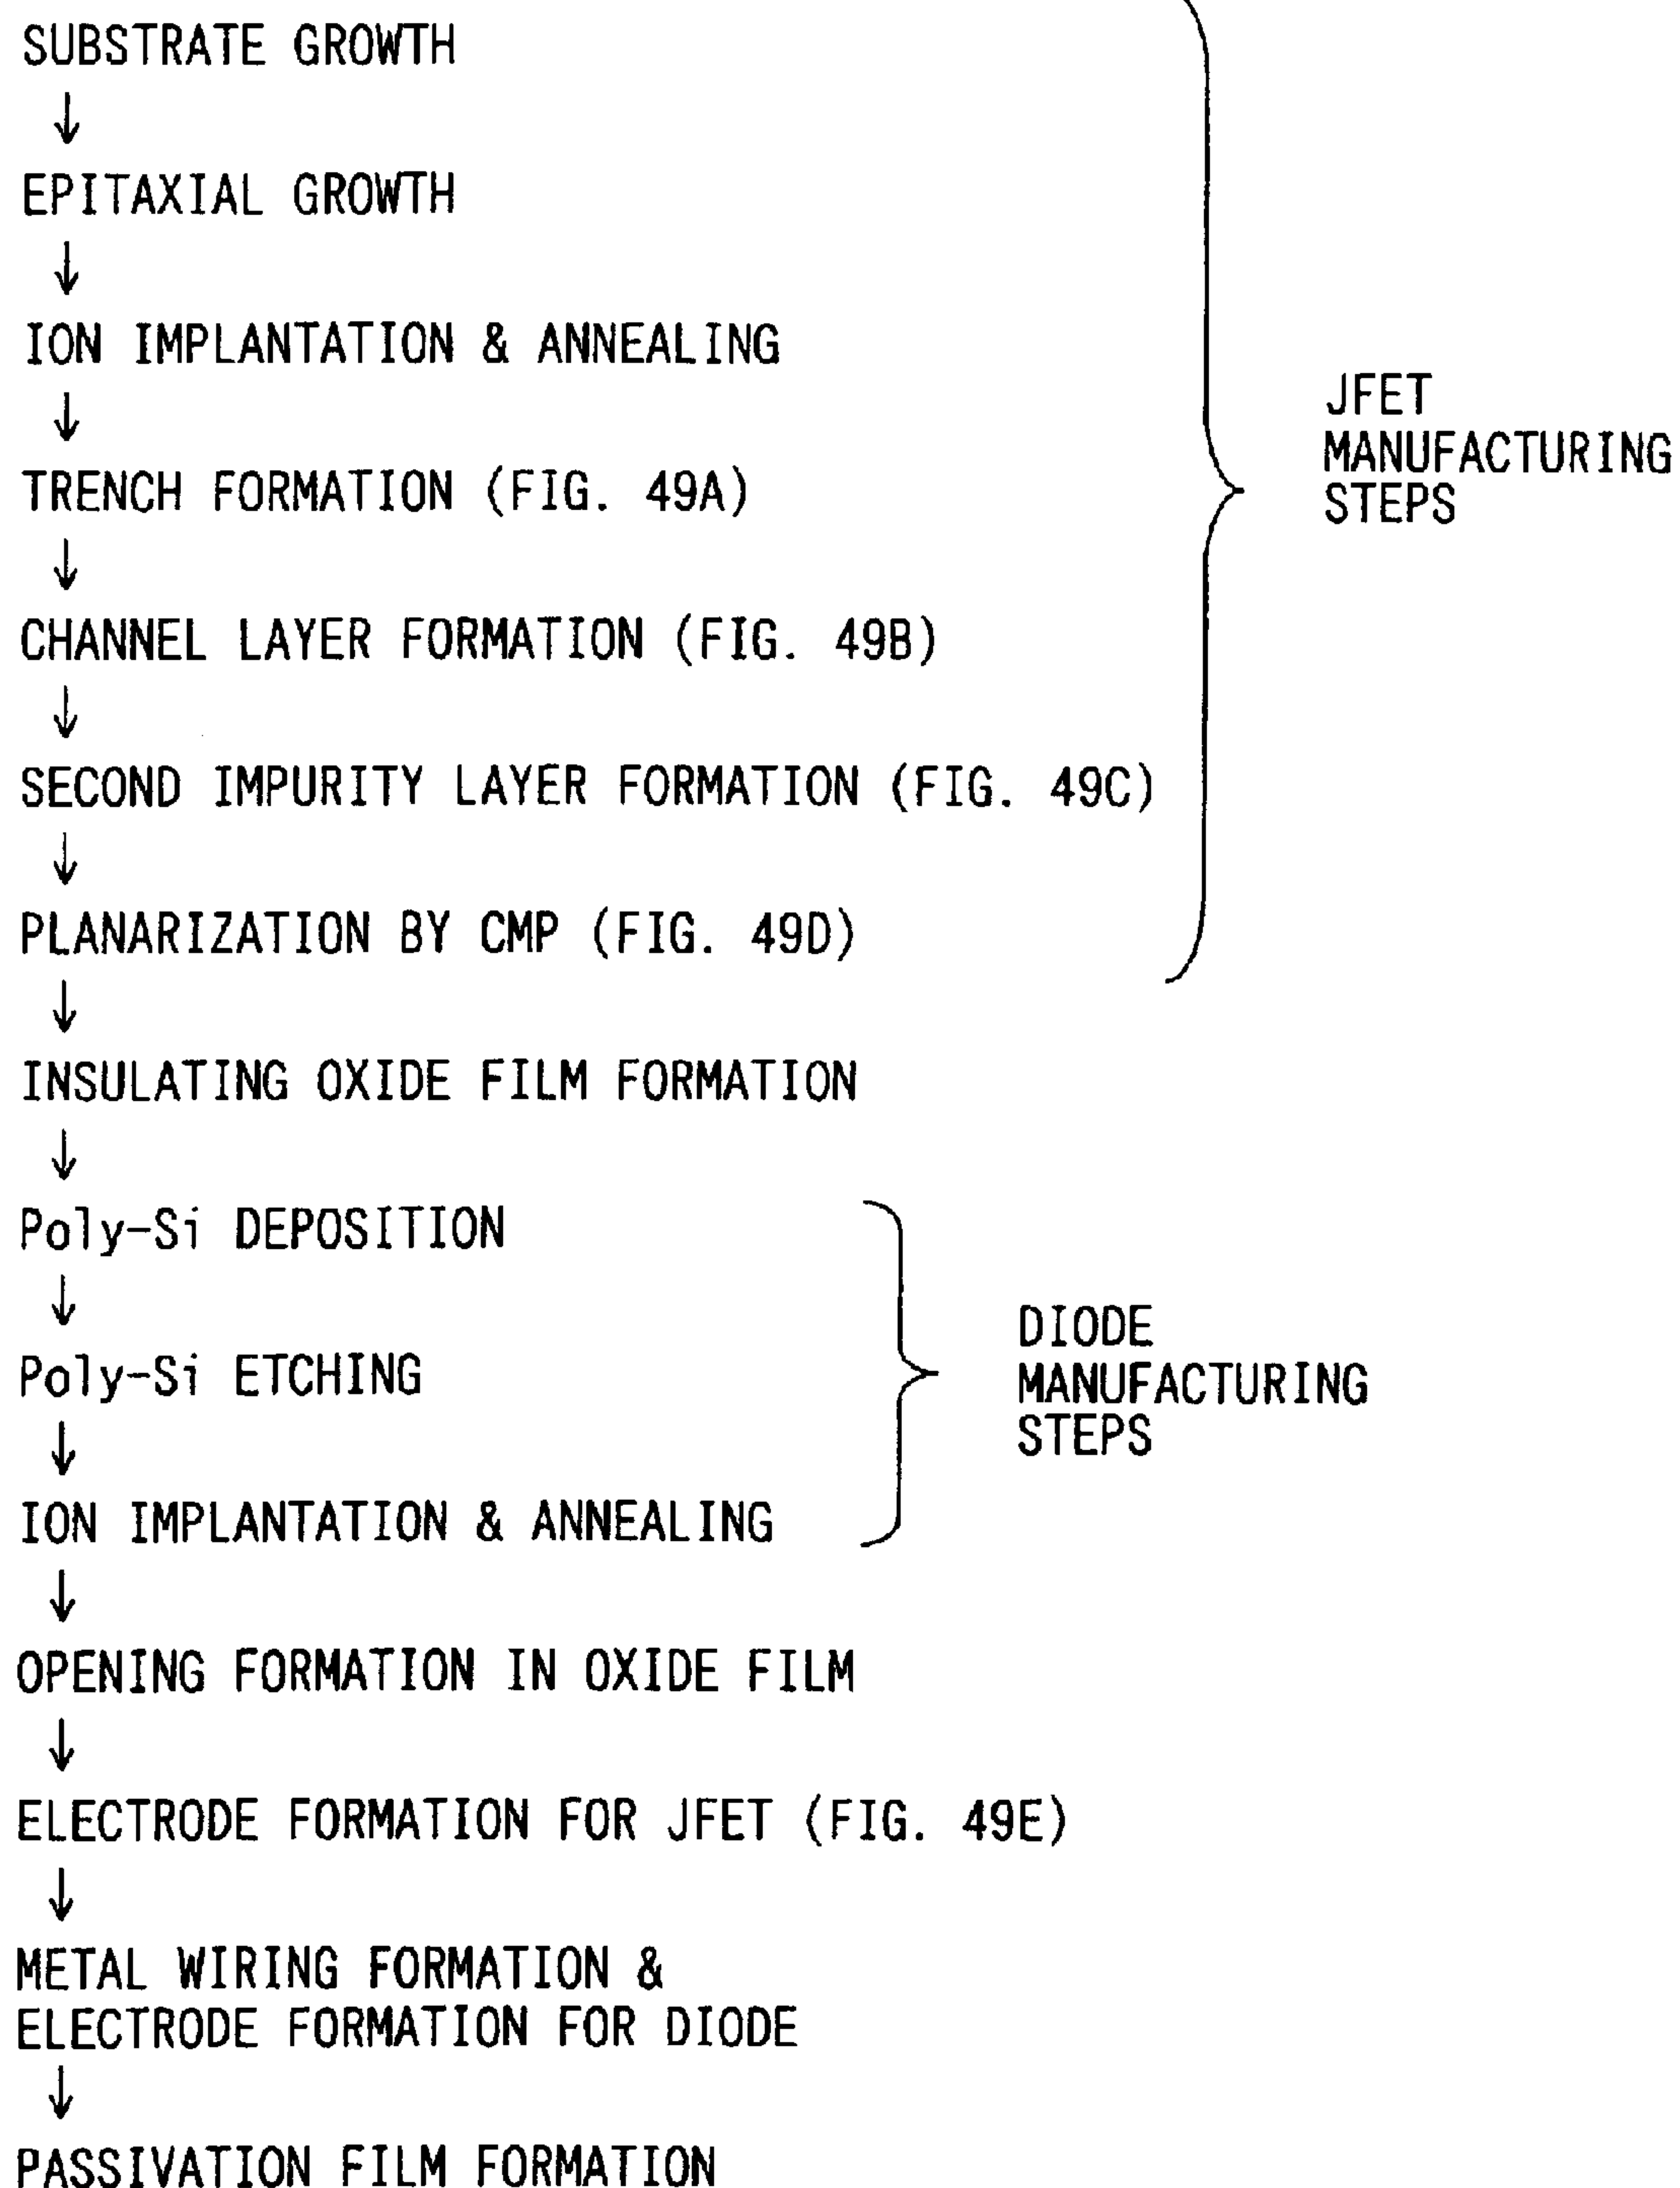 SUBSTRATE GROWTH
↓
EPITAXIAL GROWTH
↓
ION IMPLANTATION & ANNEALING
↓
TRENCH FORMATION (FIG. 49A)
↓
CHANNEL LAYER FORMATION (FIG. 49B)
↓
SECOND IMPURITY LAYER FORMATION (FIG. 49C)
↓
PLANARIZATION BY CMP (FIG. 49D)
JFET
MANUFACTURING
STEPS
↓
INSULATING OXIDE FILM FORMATION
↓
Poly-Si DEPOSITION
↓
Poly-Si ETCHING
↓
ION IMPLANTATION & ANNEALING
DIODE
MANUFACTURING
STEPS
↓
OPENING FORMATION IN OXIDE FILM
↓
ELECTRODE FORMATION FOR JFET (FIG. 49E)
↓
METAL WIRING FORMATION &
ELECTRODE FORMATION FOR DIODE
↓
PASSIVATION FILM FORMATION